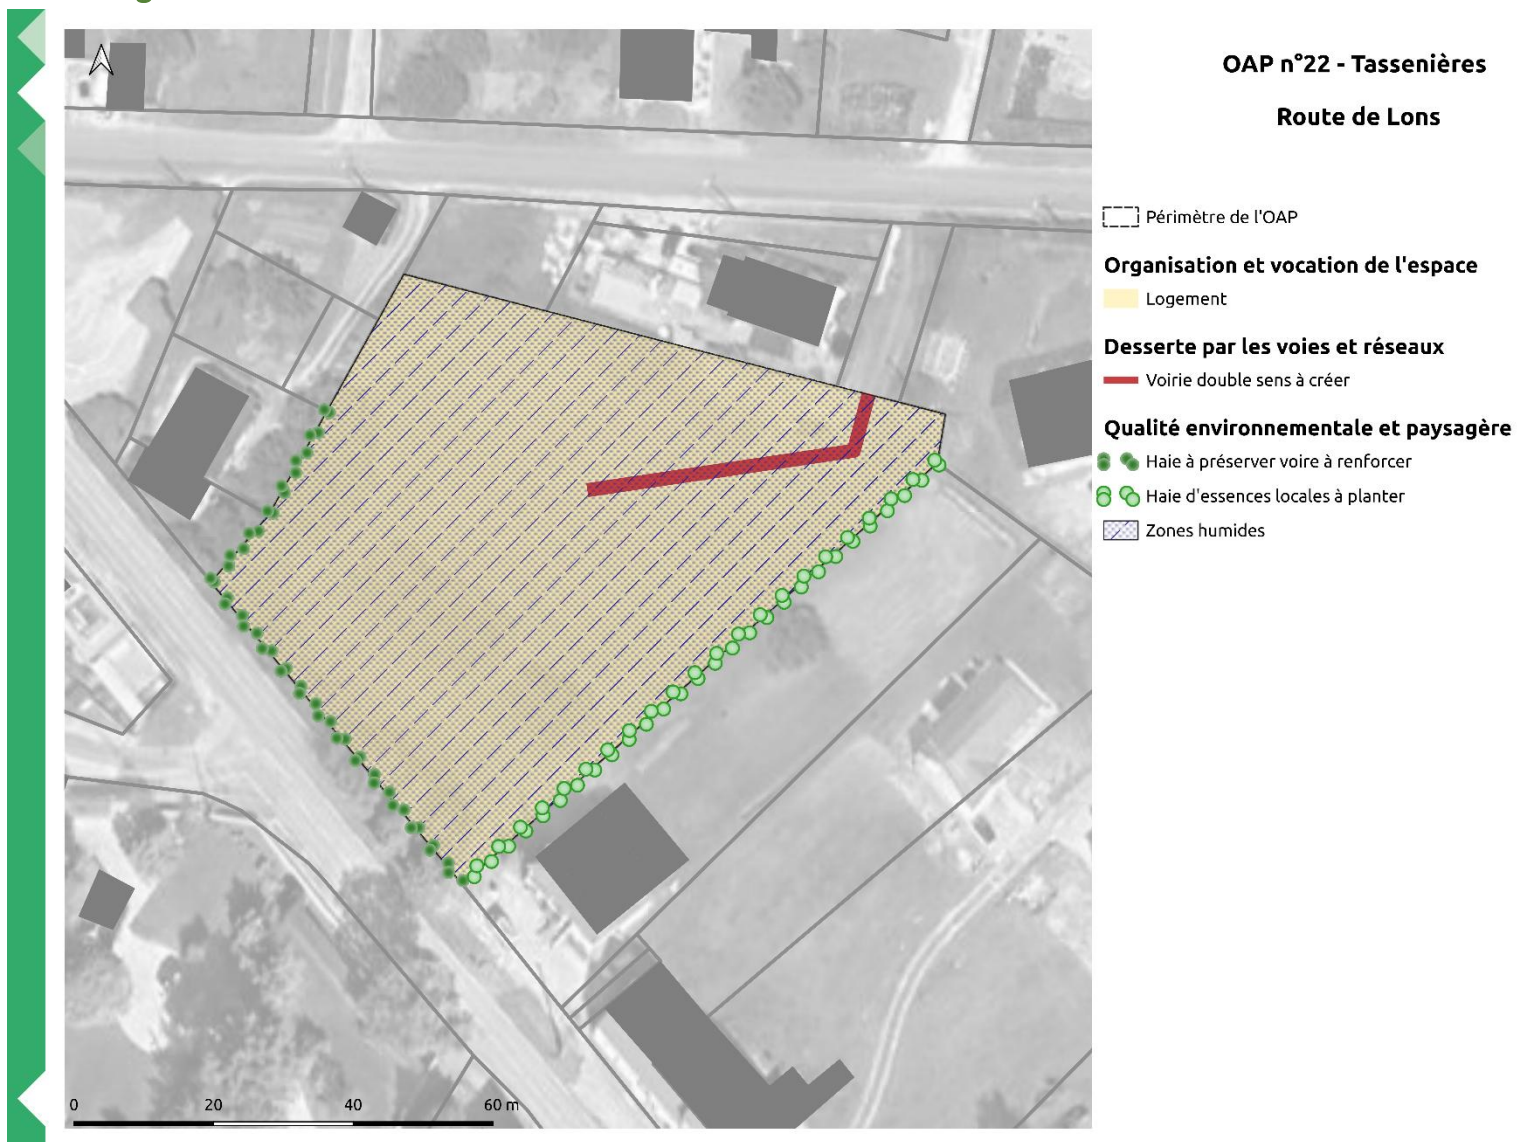 OAP n°22 - Tassenières
Route de Lons
Périmètre de l'OAP
Organisation et vocation de l'espace
Logement
Desserte par les voies et réseaux
Voirie double sens à créer
Qualité environnementale et paysagère
Haie à préserver voire à renforcer
Haie d'essences locales à planter
Zones humides
0 20 40 60 m